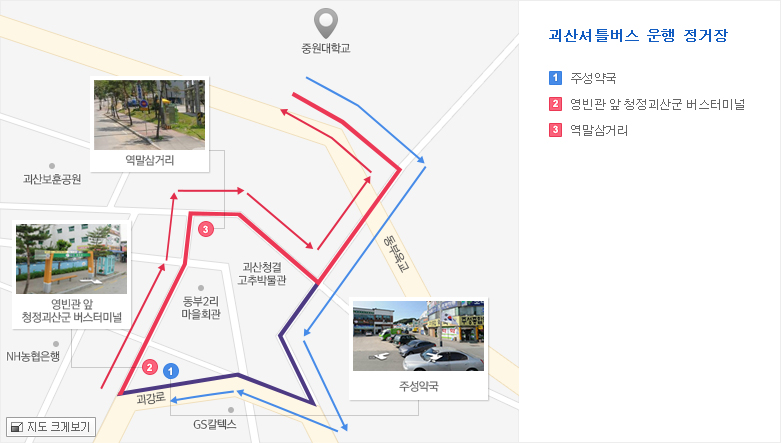 중원대학교
괴산셔틀버스 운행 정거장
1 주성약국
2 영빈관 앞 청정괴산군 버스터미널
3 역말삼거리
역말삼거리
괴산보훈공원
3
동부육교
괴산청결
고추박물관
영빈관 앞
청정괴산군 버스터미널
동부2리
마을회관
NH농협은행
2
1
주성약국
괴강로
GS칼텍스
지도 크게보기